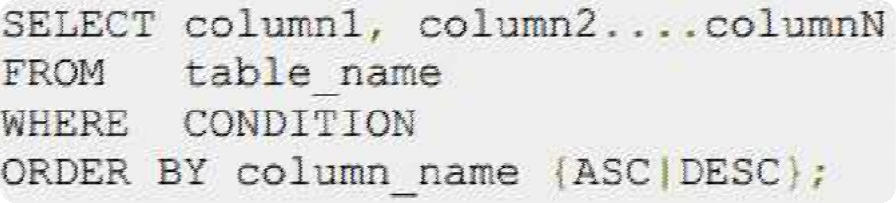 SELECT column1, column2....columnN
FROM table_name
WHERE CONDITION
ORDER BY column_name {ASC|DESC};